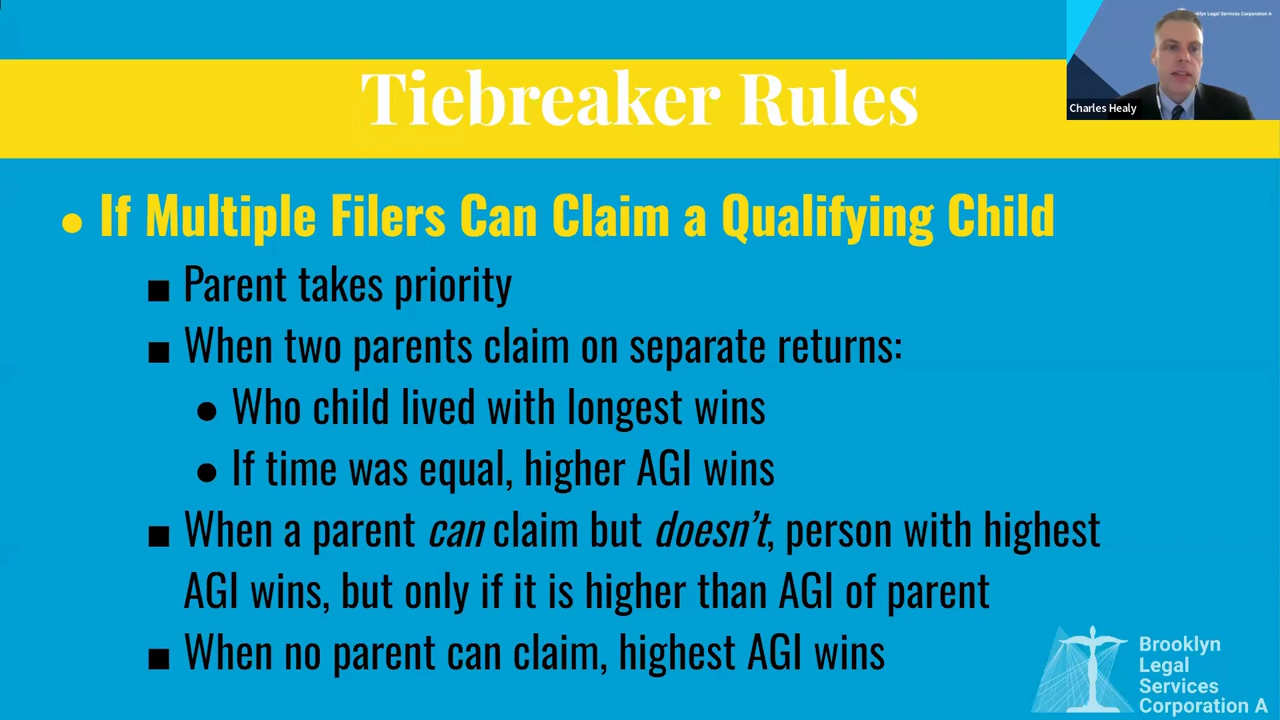 Tiebreaker Rules
Charles Healy
● If Multiple Filers Can Claim a Qualifying Child
■ Parent takes priority
■ When two parents claim on separate returns:
● Who child lived with longest wins
● If time was equal, higher AGI wins
■ When a parent can claim but doesn't, person with highest
AGI wins, but only if it is higher than AGI of parent
■ When no parent can claim, highest AGI wins
Brooklyn
Legal
Services
Corporation A